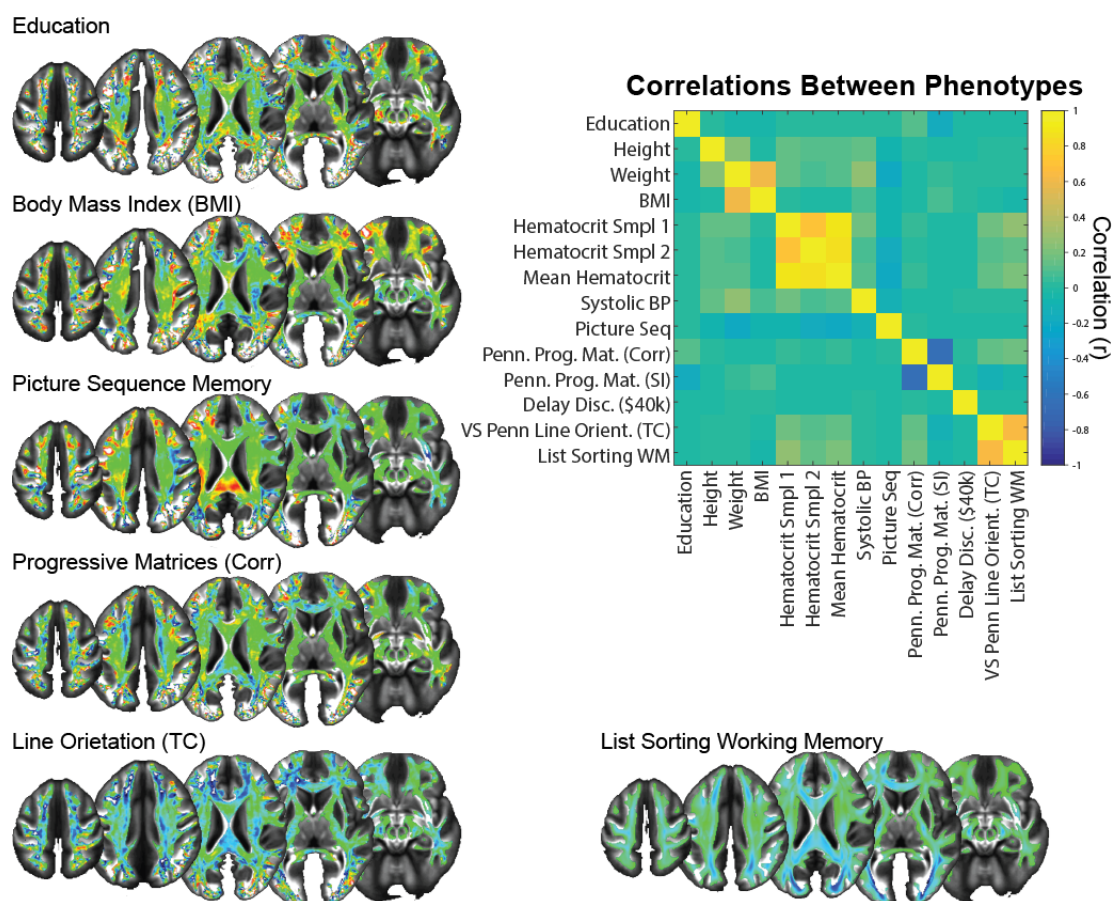 Education
Body Mass Index (BMI)
Picture Sequence Memory
Progressive Matrices (Corr)
Line Orietation (TC)
Correlations Between Phenotypes
Education
Height
Weight
BMI
Hematocrit Smpl 1
Hematocrit Smpl 2
Mean Hematocrit
Systolic BP
Picture Seq
Penn. Prog. Mat. (Corr)
Penn. Prog. Mat. (SI)
Delay Disc. ($40k)
VS Penn Line Orient. (TC)
List Sorting WM
Education
Height
Weight
BMI
Hematocrit Smpl 1
Hematocrit Smpl 2
Mean Hematocrit
Systolic BP
Picture Seq
Penn. Prog. Mat. (Corr)
Penn. Prog. Mat. (SI)
Delay Disc. ($40k)
VS Penn Line Orient. (TC)
List Sorting WM
1
0.8
0.6
0.4
0.2
0
-0.2
-0.4
-0.6
-0.8
-1
Correlation (r)
List Sorting Working Memory